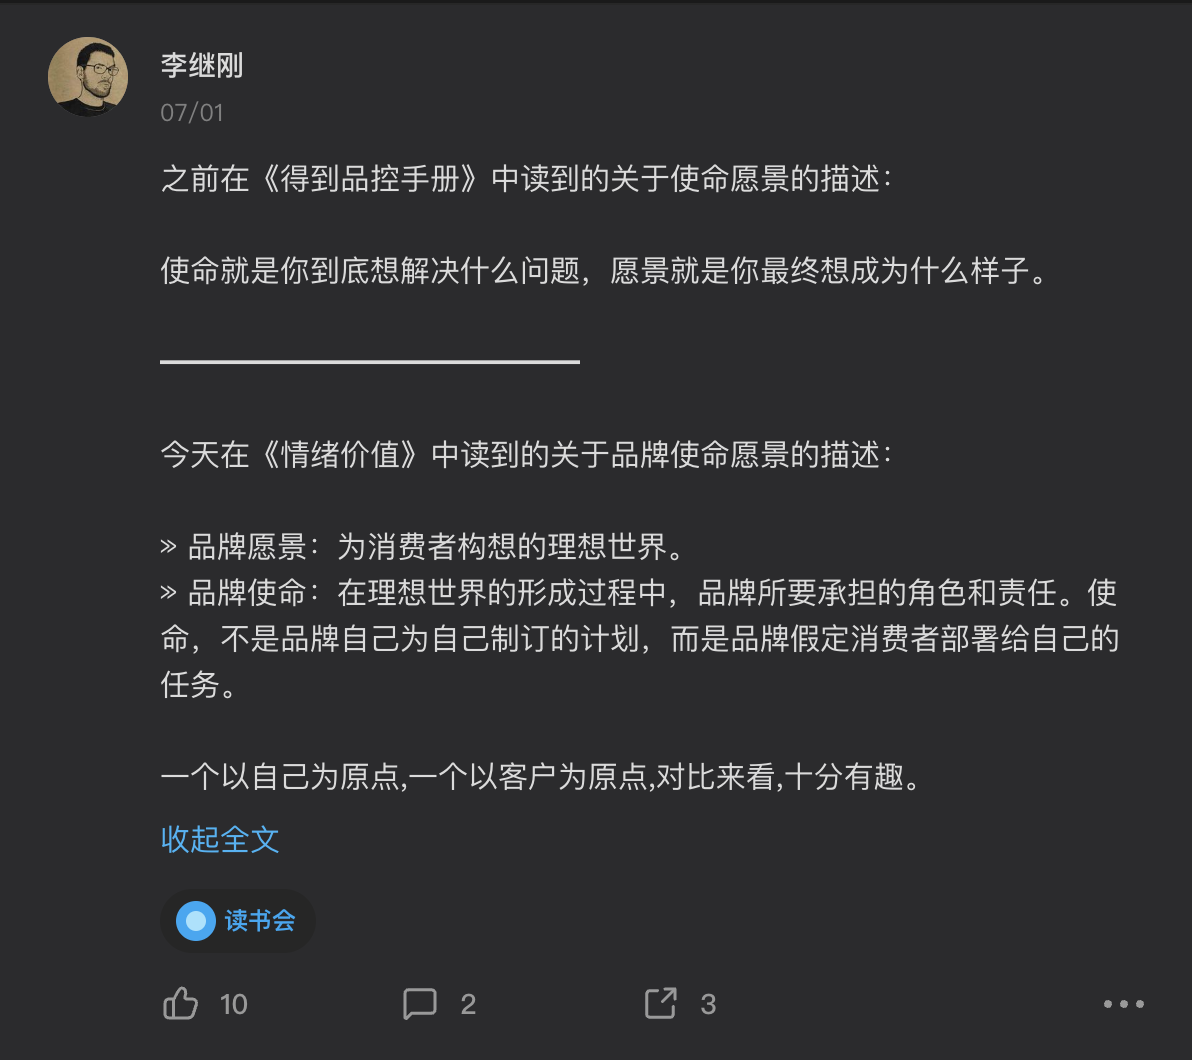 李继刚
07/01
之前在《得到品控手册》中读到的关于使命愿景的描述：
使命就是你到底想解决什么问题，愿景就是你最终想成为什么样子。
今天在《情绪价值》中读到的关于品牌使命愿景的描述：
» 品牌愿景：为消费者构想的理想世界。
» 品牌使命：在理想世界的形成过程中，品牌所要承担的角色和责任。使
命，不是品牌自己为自己制订的计划，而是品牌假定消费者部署给自己的
任务。
一个以自己为原点,一个以客户为原点,对比来看,十分有趣。
收起全文
读书会
10 2 3